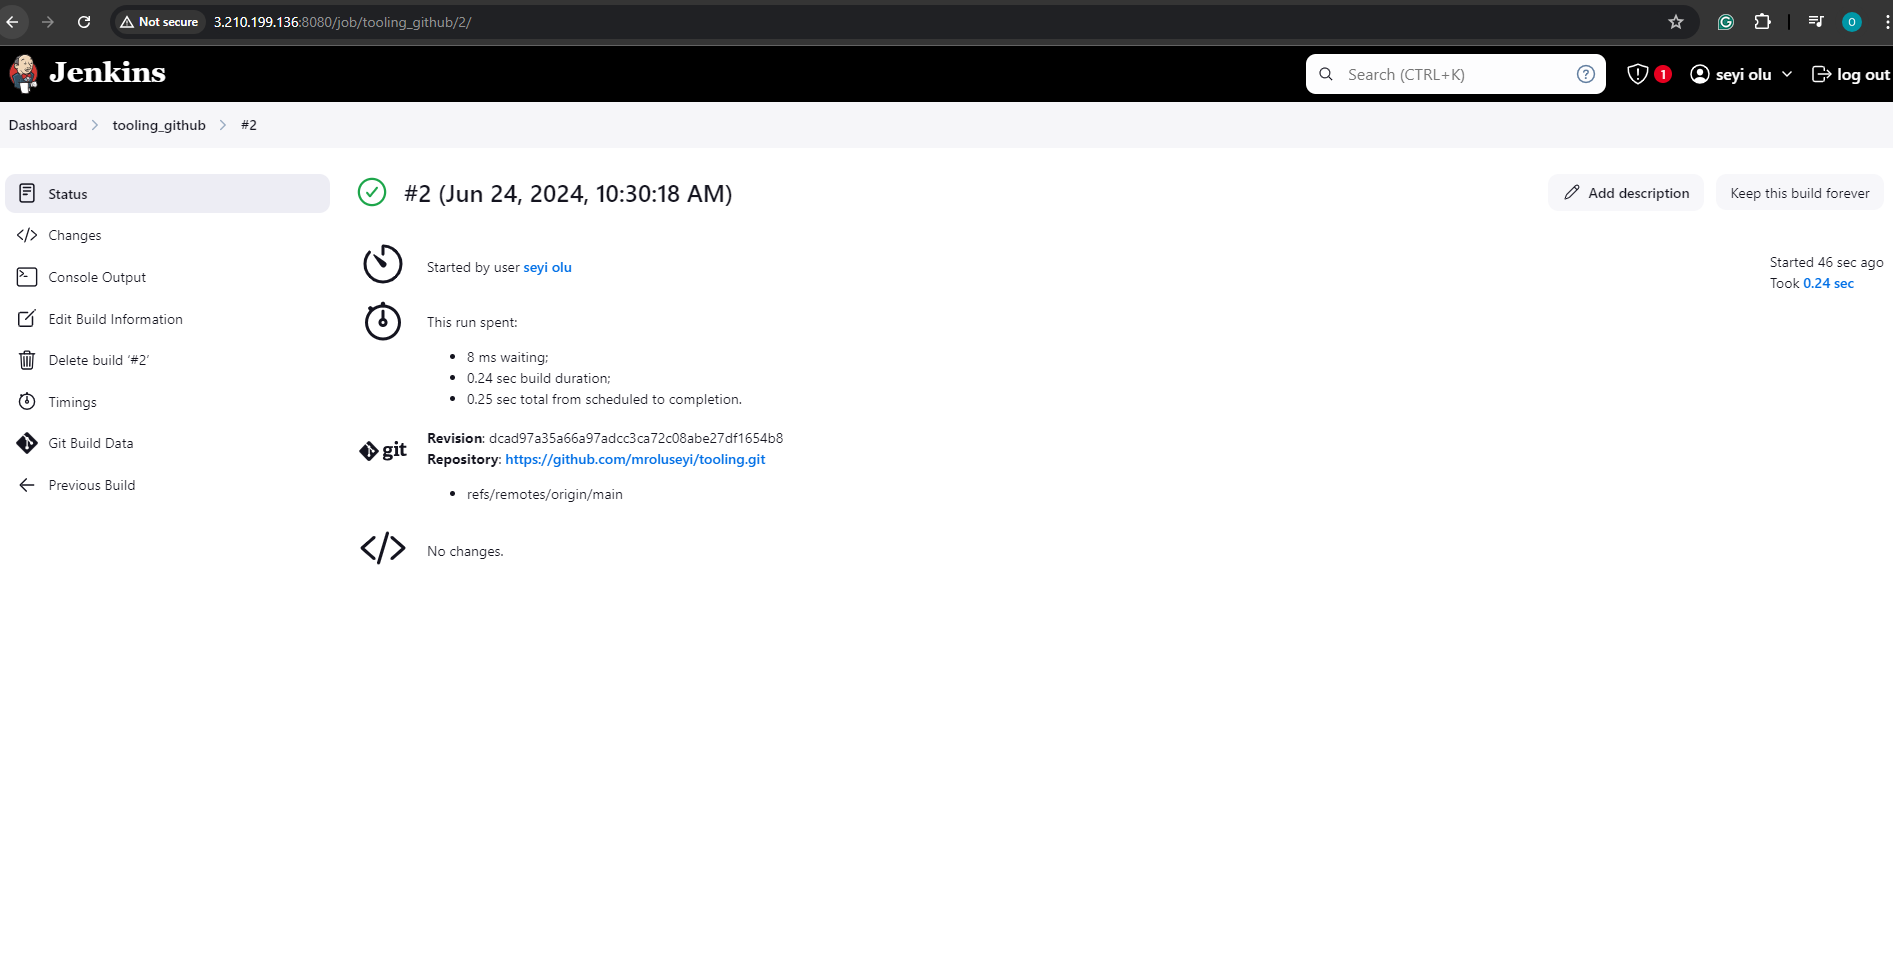 Not secure 3.210.199.136:8080/job/tooling_github/2/
O
Jenkins
Search (CTRL+K)
?
1
seyi olu
log out
Dashboard > tooling_github > #2
Status
Changes
Console Output
Edit Build Information
Delete build ‘#2’
Timings
Git Build Data
Previous Build
#2 (Jun 24, 2024, 10:30:18 AM)
Add description
Keep this build forever
Started by user seyi olu
Started 46 sec ago
Took 0.24 sec
This run spent:
8 ms waiting;
0.24 sec build duration;
0.25 sec total from scheduled to completion.
git
Revision: dcad97a35a66a97adcc3ca72c08abe27df1654b8
Repository: https://github.com/mroluseyi/tooling.git
refs/remotes/origin/main
No changes.